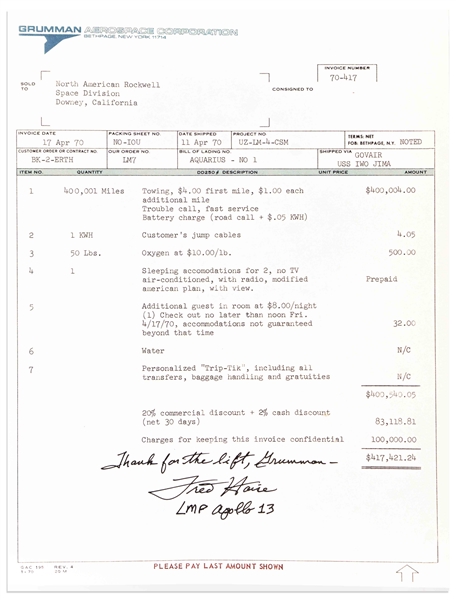 GRUMMAN AEROSPACE CORPORATION
BETHPAGE, NEW YORK 11714
INVOICE NUMBER
70-417
SOLD TO
North American Rockwell
Space Division
Downey, California
CONSIGNED TO
INVOICE DATE PACKING SHEET NO. DATE SHIPPED PROJECT NO. TERMS: NET
17 Apr 70 NO-IOU 11 Apr 70 UZ-LM-4-CSM FOB. BETHPAGE, N.Y. NOTED
CUSTOMER ORDER OR CONTRACT NO. OUR ORDER NO. BILL OF LADING NO. SHIPPED VIA GOVAIR
BK-2-ERTH LM7 AQUARIUS - NO 1 USS IWO JIMA
ITEM NO. QUANTITY DD250# DESCRIPTION UNIT PRICE AMOUNT
1 400,001 Miles Towing, $4.00 first mile, $1.00 each $400,004.00
additional mile
Trouble call, fast service
Battery charge (road call + $.05 KWH)
2 1 KWH Customer's jump cables 4.05
3 50 Lbs. Oxygen at $10.00/lb. 500.00
4 1 Sleeping accomodations for 2, no TV
air-conditioned, with radio, modified Prepaid
american plan, with view.
5 Additional guest in room at $8.00/night
(1) Check out no later than noon Fri.
4/17/70, accommodations not guaranteed 32.00
beyond that time
6 Water N/C
7 Personalized "Trip-Tik", including all
transfers, baggage handling and gratuities N/C
$400,540.05
20% commercial discount + 2% cash discount
(net 30 days) 83,118.81
Charges for keeping this invoice confidential 100,000.00
$417,421.24
Thank for the lift, Grumman -
Fred Haise
LMP Apollo 13
REV.
PLEASE PAY LAST AMOUNT SHOWN